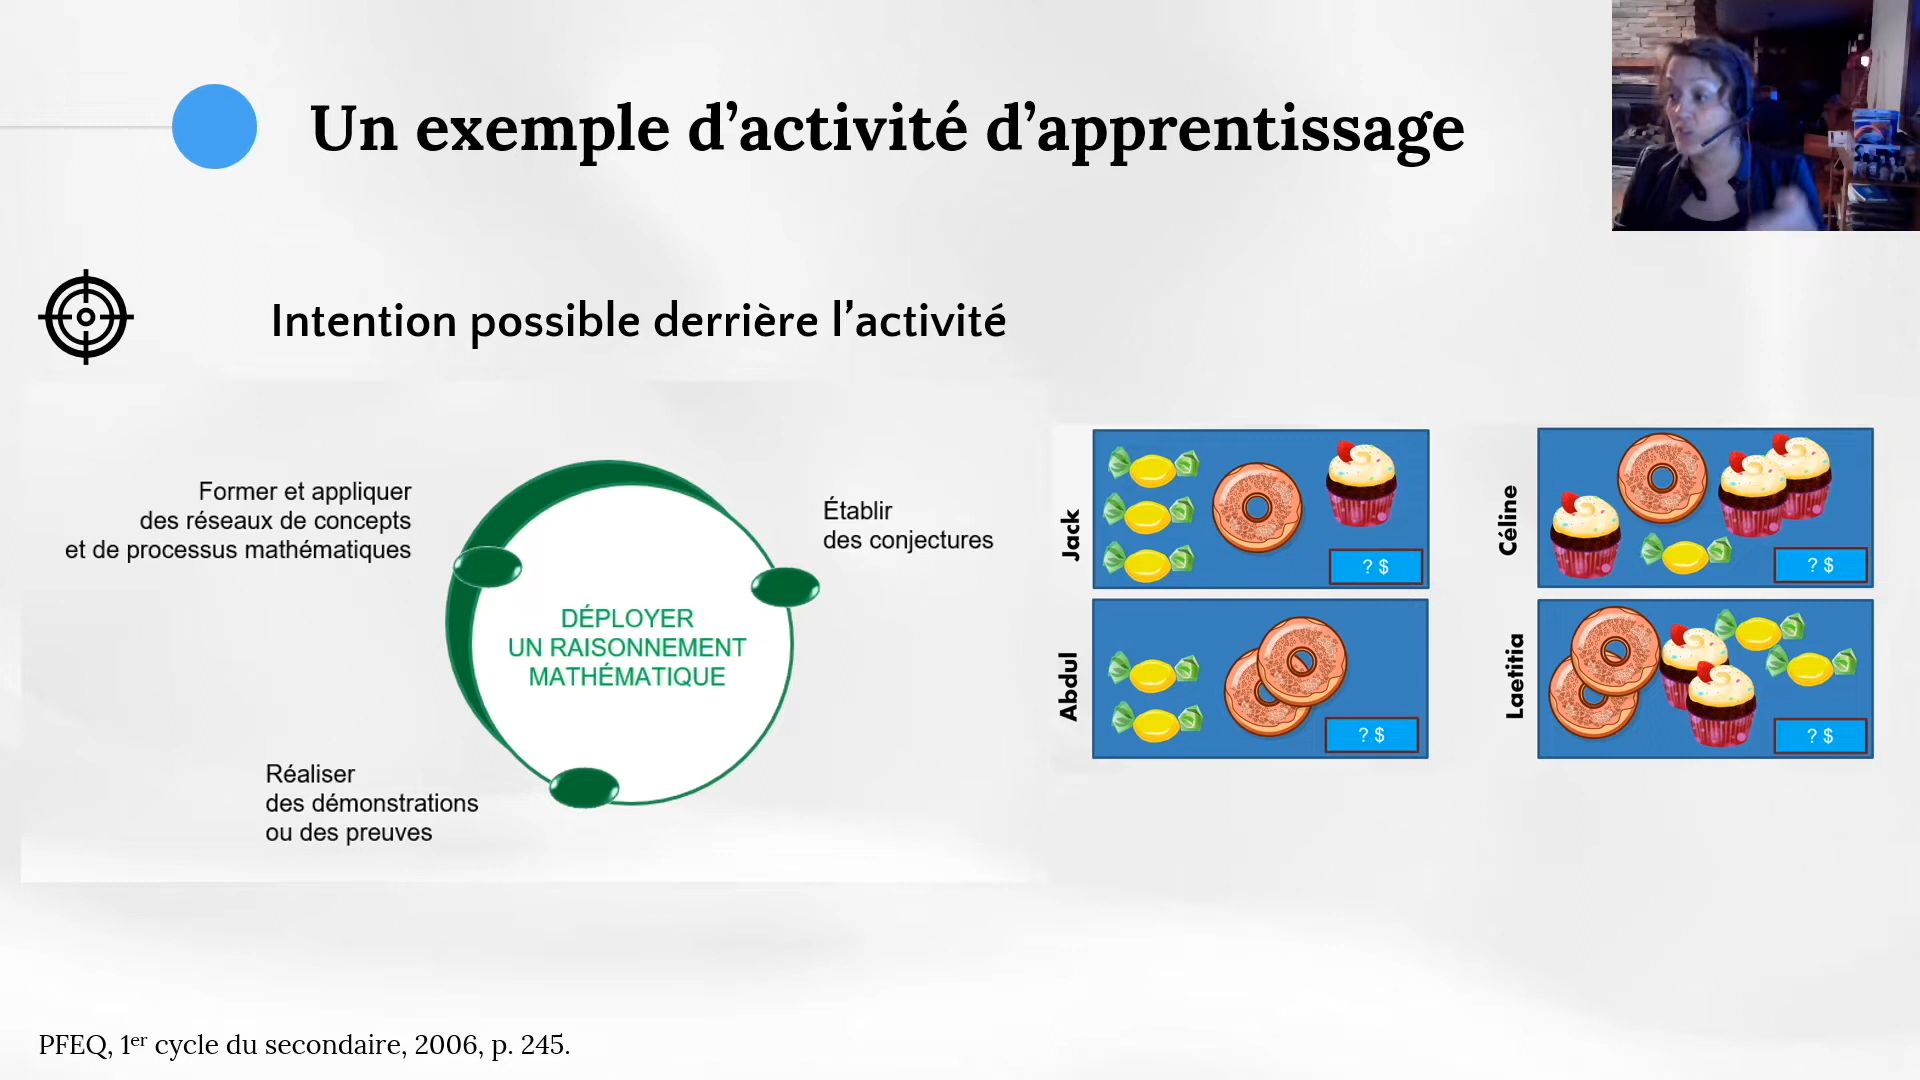 Un exemple d’activité d’apprentissage
Intention possible derrière l’activité
Former et appliquer
des réseaux de concepts
et de processus mathématiques
Établir
des conjectures
DÉPLOYER
UN RAISONNEMENT
MATHÉMATIQUE
Réaliser
des démonstrations
ou des preuves
Jack
? $
Céline
? $
Abdul
? $
Laetitia
? $
PFEQ, 1er cycle du secondaire, 2006, p. 245.